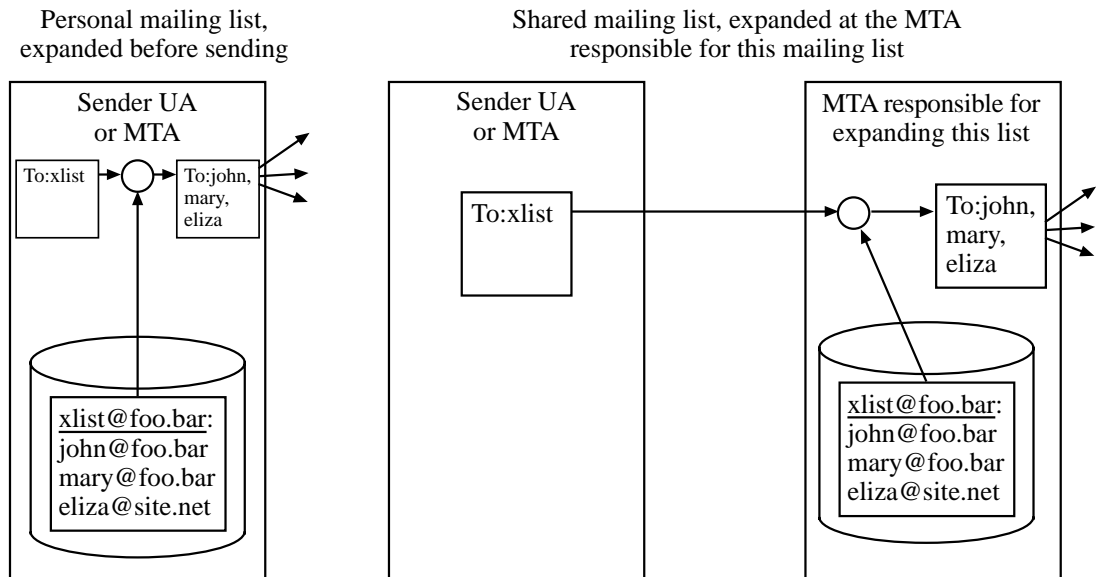 Personal mailing list,
expanded before sending
Sender UA
or MTA
To:xlist
To:john,
mary,
eliza
xlist@foo.bar:
john@foo.bar
mary@foo.bar
eliza@site.net
Shared mailing list, expanded at the MTA
responsible for this mailing list
Sender UA
or MTA
To:xlist
MTA responsible for
expanding this list
To:john,
mary,
eliza
xlist@foo.bar:
john@foo.bar
mary@foo.bar
eliza@site.net